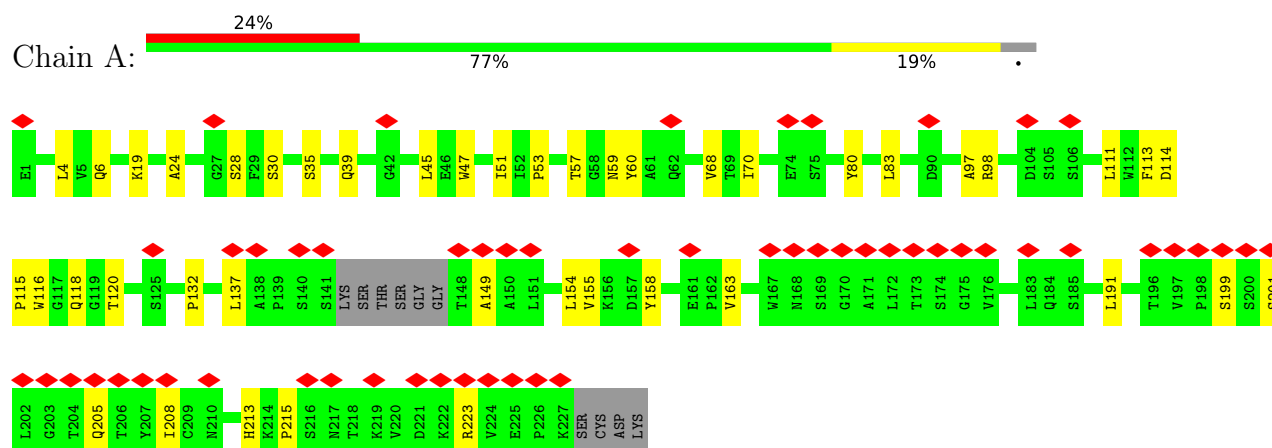 24%
Chain A:
77% 19% •
E1 L4 V5 Q6 K19 A24 G27 S28 F29 S30 S35 Q39 G42 L45 E46 W47 I51 I52 P53 T57 G58 N59 Y60 A61 Q62 V68 T69 I70 E74 S75 Y80 L83 D90 A97 R98 D104 S105 S106 L111 W112 F113 D114
P115 W116 G117 Q118 G119 T120 S125 P132 L137 A138 P139 S140 S141 LYS SER THR SER GLY GLY T148 A149 A150 L151 L154 V155 K156 D157 Y158 E161 P162 V163 W167 N168 S169 G170 A171 L172 T173 S174 G175 V176 L183 Q184 S185 L191 T196 V197 P198 S199 S200
L202 G203 T204 Q205 T206 Y207 I208 C209 N210 H213 K214 P215 S216 N217 T218 K219 V220 D221 K222 R223 V224 E225 P226 K227 SER CYS ASP LYS